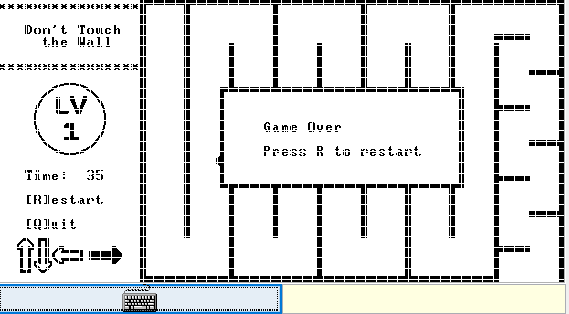 Don't Touch
the Wall
LV
1
Time: 35
[R]estart
[Q]uit
Game Over
Press R to restart